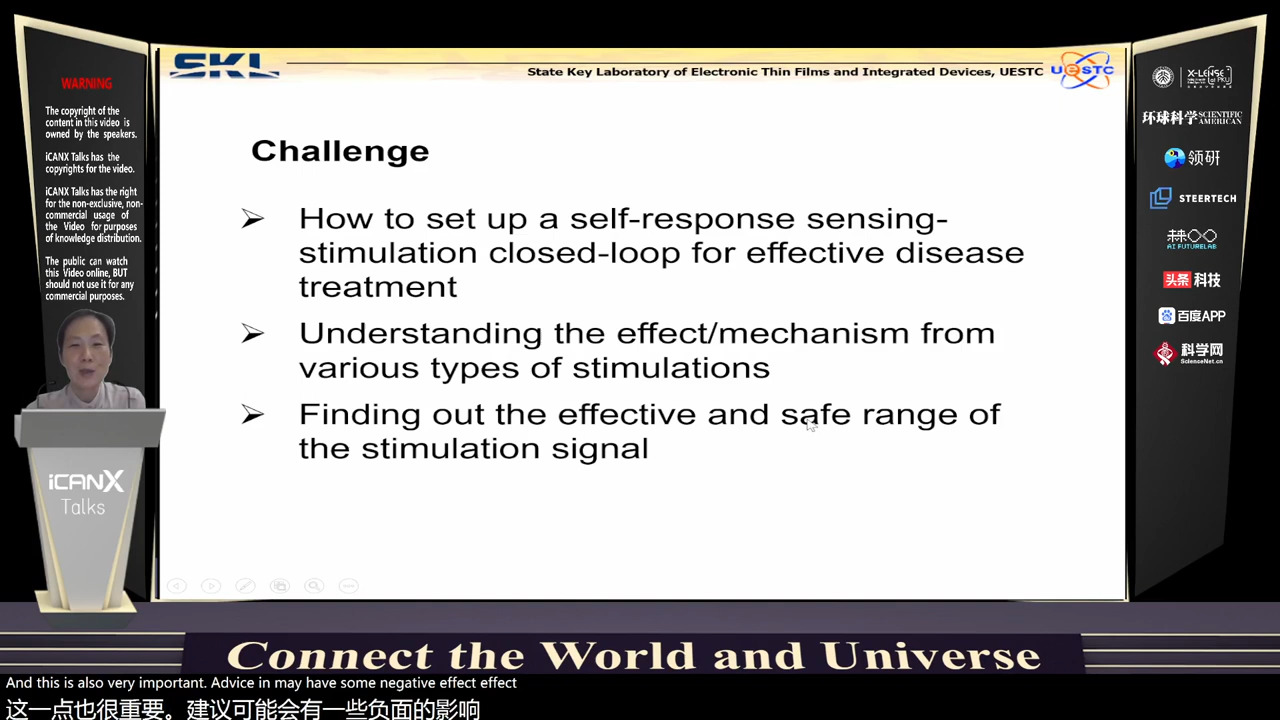 SKL
State Key Laboratory of Electronic Thin Films and Integrated Devices, UESTC
UESTC
WARNING
The copyright of the
content in this video is
owned by the speakers.
iCANX Talks has the
copyrights for the video.
iCANX Talks has the right
for the non-exclusive, non-
commercial usage of
the Video for purposes
of knowledge distribution.
The public can watch
this Video online, BUT
should not use it for any
commercial purposes.
Challenge
How to set up a self-response sensing-
stimulation closed-loop for effective disease
treatment
Understanding the effect/mechanism from
various types of stimulations
Finding out the effective and safe range of
the stimulation signal
环球科学 SCIENTIFIC
AMERICAN
领研
STEERTECH
AI FUTURELAB
头条 科技
百度APP
科学网
ScienceNet.cn
iCANX
Talks
Connect the World and Universe
And this is also very important. Advice in may have some negative effect effect
这一点也很重要。建议可能会有一些负面的影响